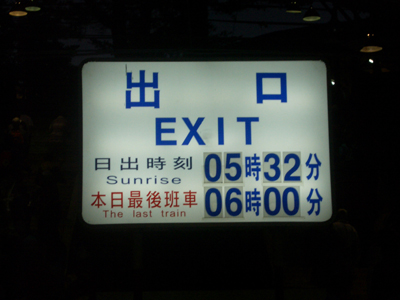 出 口
EXIT
日出時刻 05時32分
Sunrise
本日最後班車 06時00分
The last train